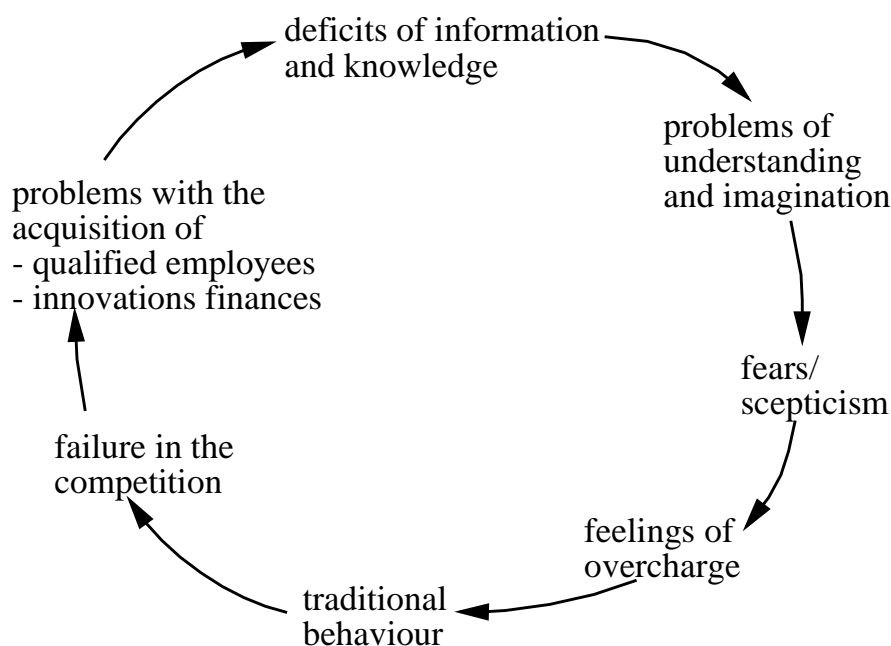 deficits of information
and knowledge
problems of
understanding
and imagination
fears/
scepticism
feelings of
overcharge
traditional
behaviour
failure in the
competition
problems with the
acquisition of
- qualified employees
- innovations finances